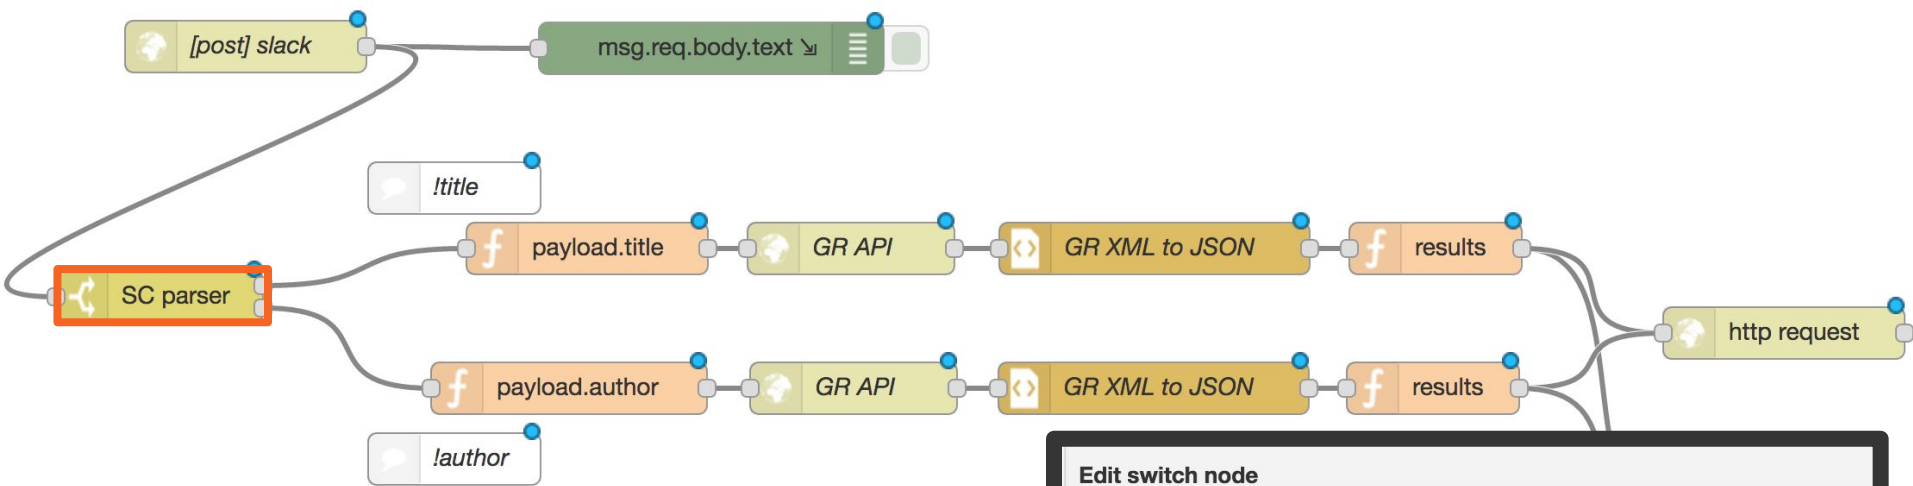 [post] slack
msg.req.body.text
!title
payload.title
GR API
GR XML to JSON
results
SC parser
http request
payload.author
GR API
GR XML to JSON
results
!author
Edit switch node